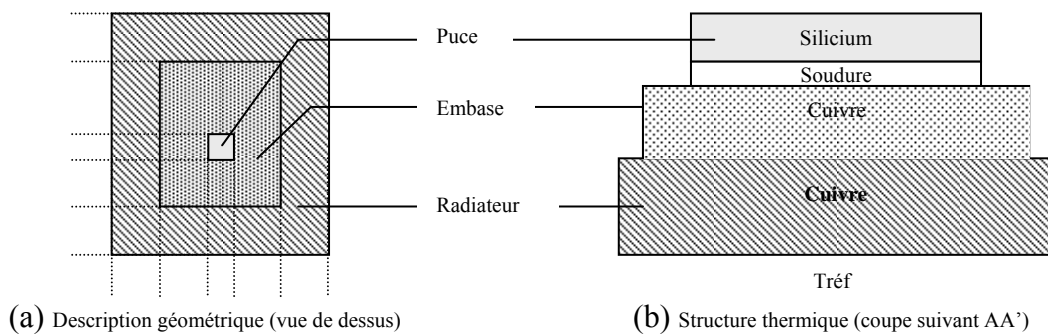 Puce
Silicium
Soudure
Embase
Cuivre
Radiateur
Cuivre
Tréf
(a) Description géométrique (vue de dessus)
(b) Structure thermique (coupe suivant AA’)